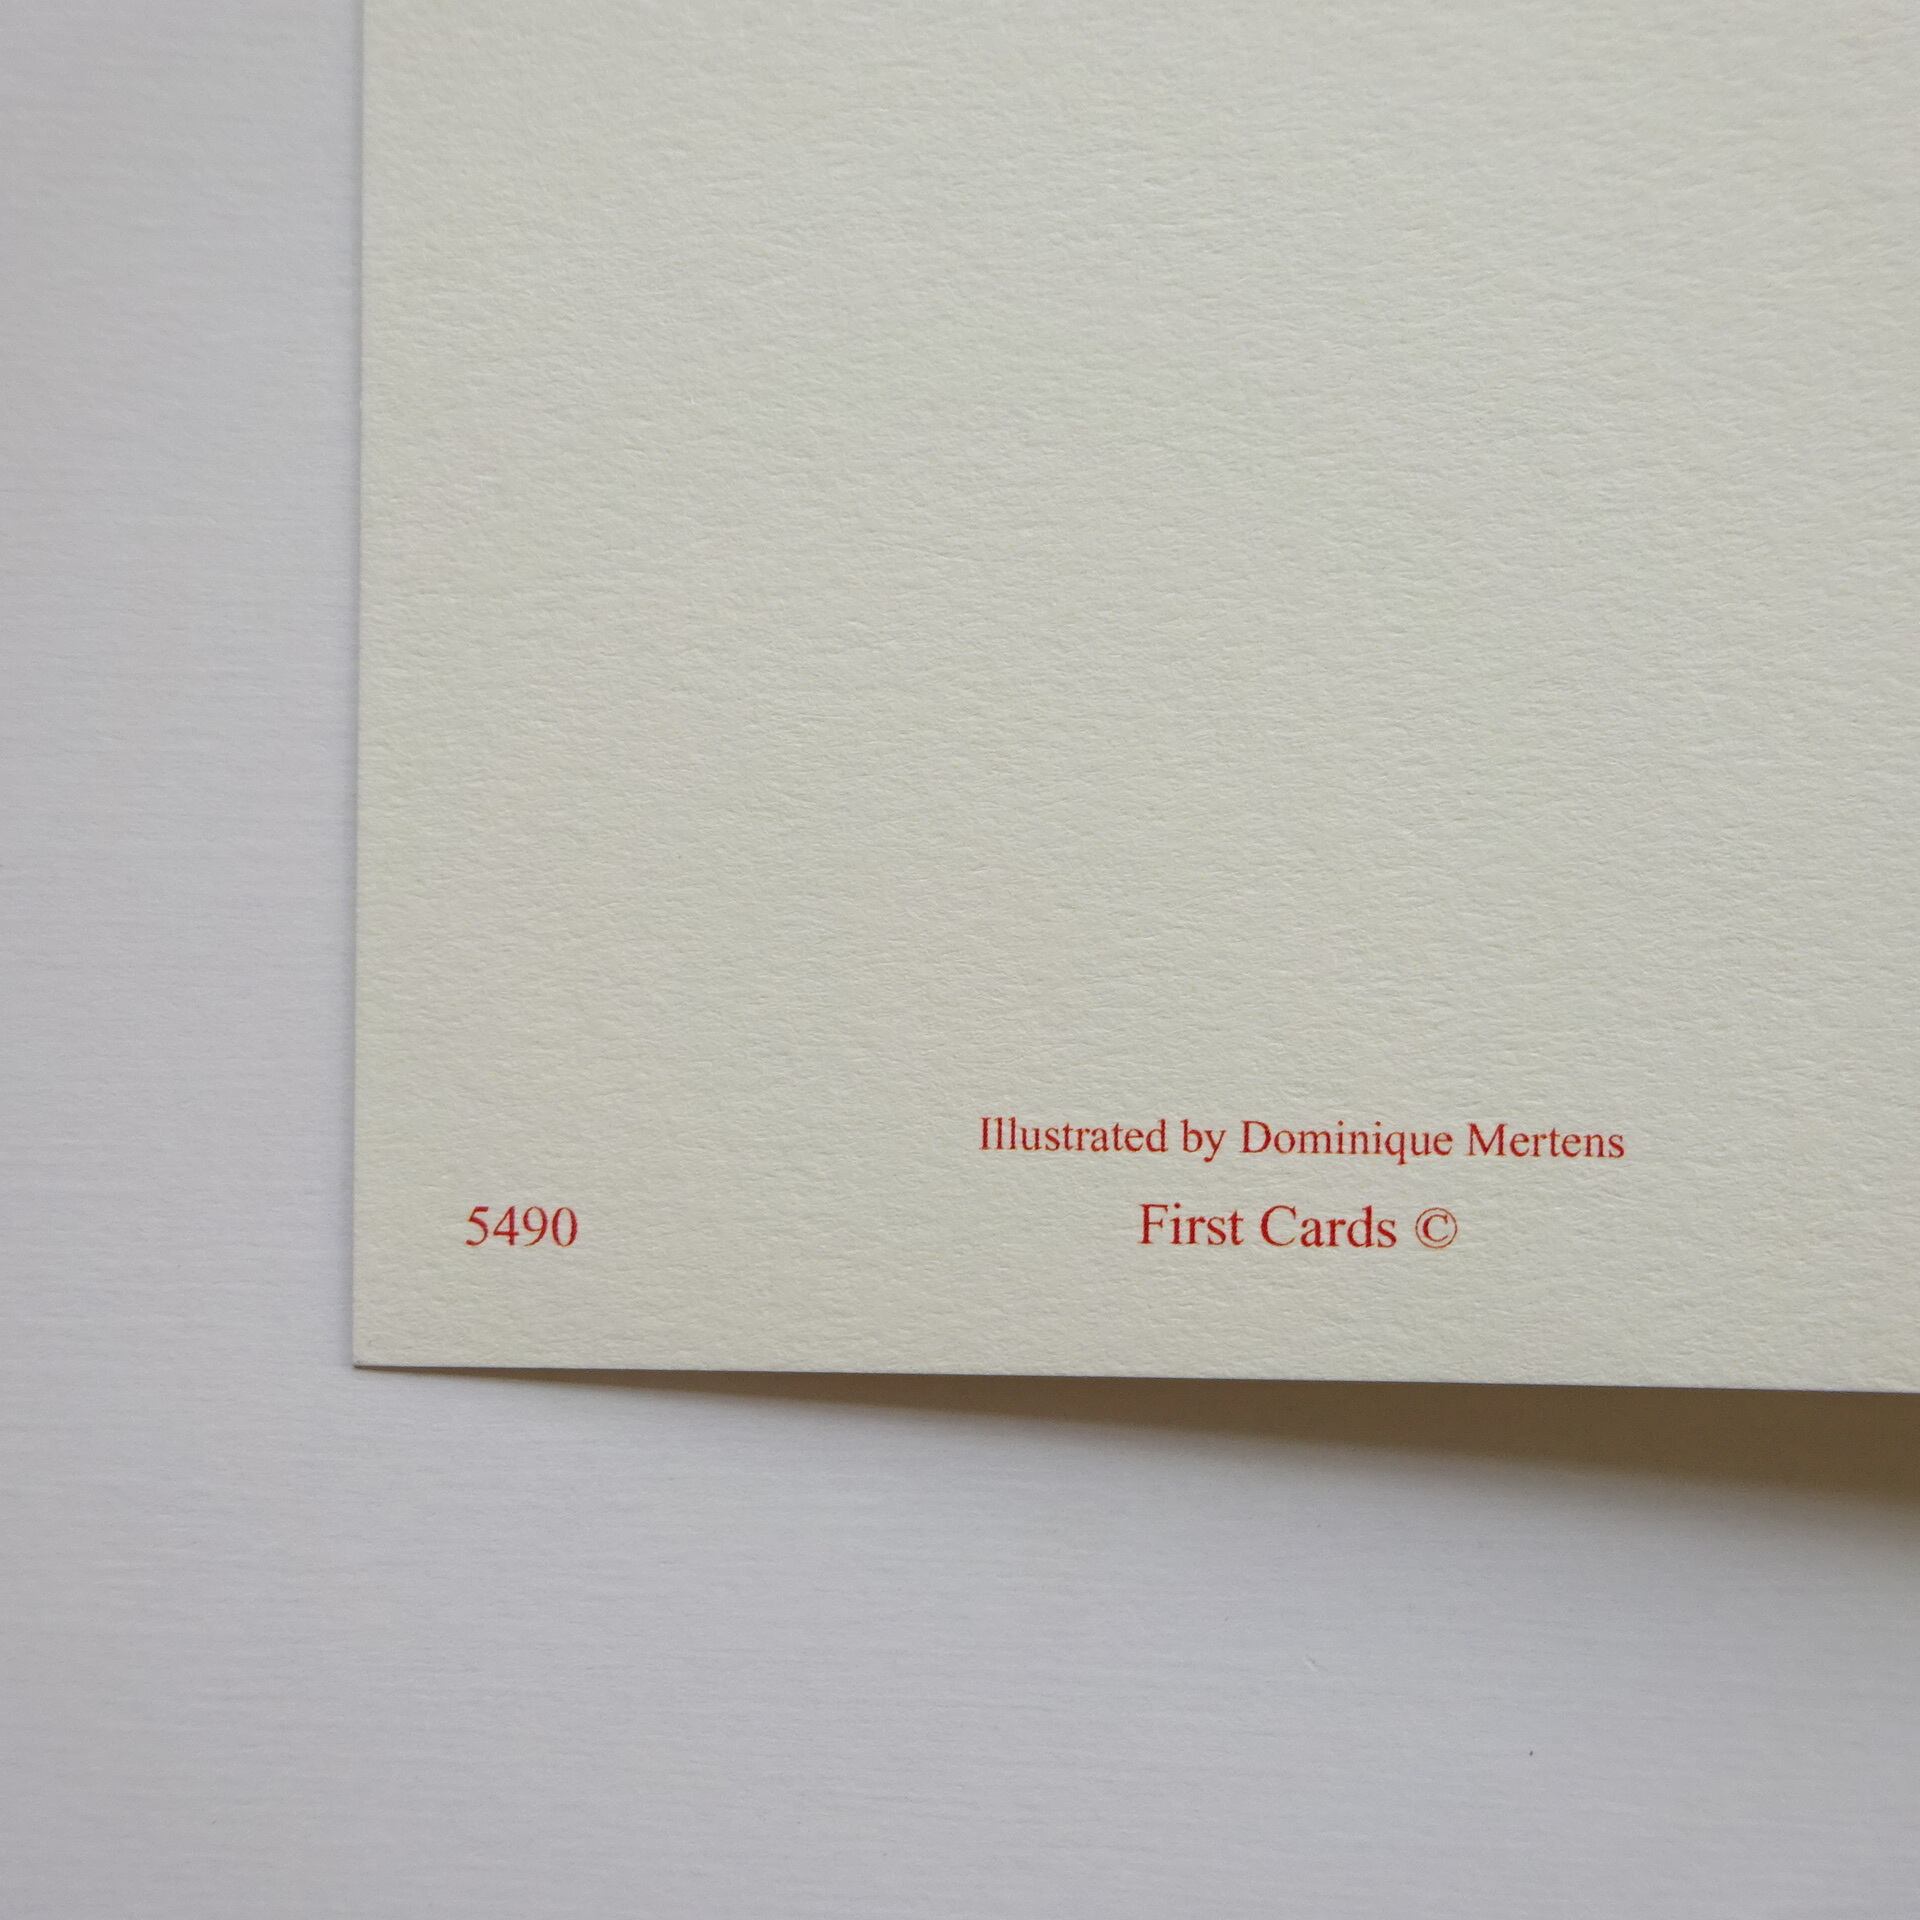 Illustrated by Dominique Mertens
5490 First Cards ©